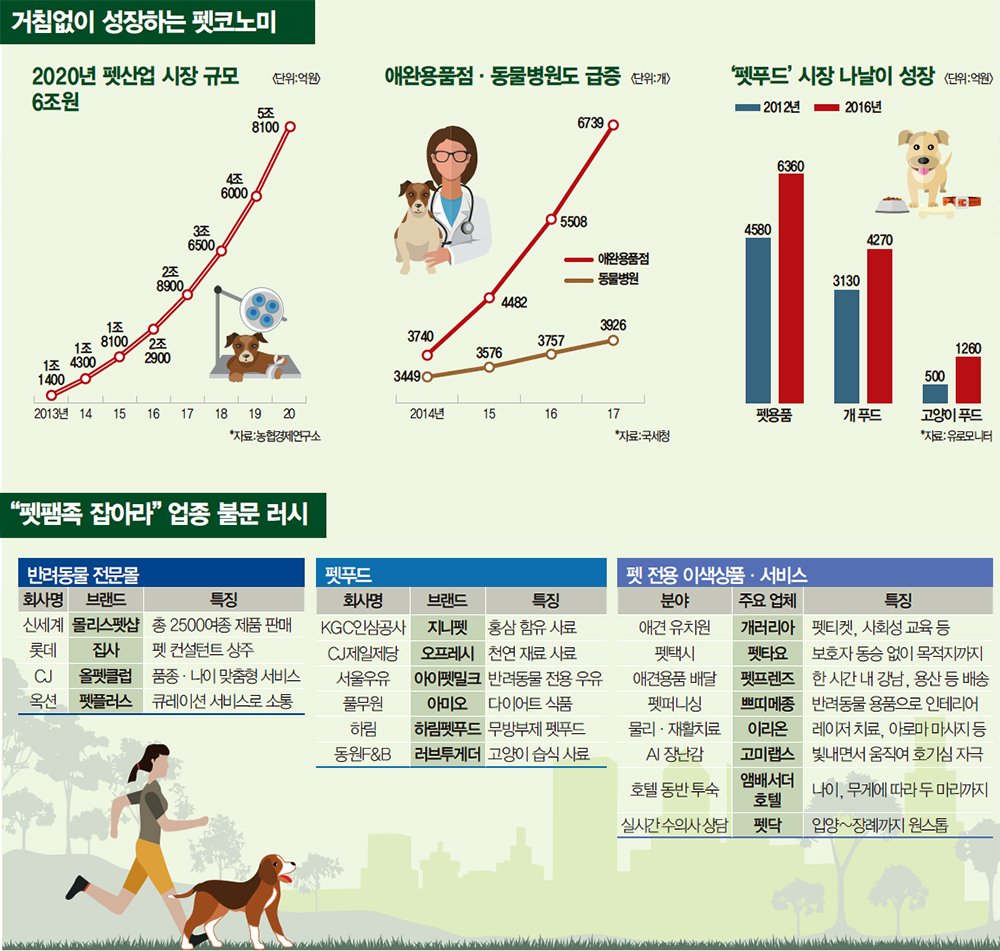 거침없이 성장하는 펫코노미
2020년 펫산업 시장 규모
6조원
〈단위:억원〉
5조
8100
4조
6000
3조
6500
2조
8900
2조
2900
1조
8100
1조
4300
1조
1400
2013년 14 15 16 17 18 19 20
*자료:농협경제연구소
애완용품점·동물병원도 급증
〈단위:개〉
6739
5508
4482
3740
애완용품점
동물병원
3926
3757
3576
3449
2014년 15 16 17
*자료:국세청
‘펫푸드’ 시장 나날이 성장
〈단위:억원〉
2012년 2016년
4580 6360
3130 4270
500 1260
펫용품 개 푸드 고양이 푸드
*자료:유로모니터
“펫팸족 잡아라” 업종 불문 러시
반려동물 전문몰
회사명 브랜드 특징
신세계 몰리스펫샵 총 2500여종 제품 판매
롯데 집사 펫 컨설턴트 상주
CJ 올펫클럽 품종·나이 맞춤형 서비스
옥션 펫플러스 큐레이션 서비스로 소통
펫푸드
회사명 브랜드 특징
KGC인삼공사 지니펫 홍삼 함유 사료
CJ제일제당 오프레시 천연 재료 사료
서울우유 아이펫밀크 반려동물 전용 우유
풀무원 아미오 다이어트 식품
하림 하림펫푸드 무방부제 펫푸드
동원F&B 러브투게더 고양이 습식 사료
펫 전용 이색상품·서비스
분야 주요 업체 특징
애견 유치원 개러리아 펫티켓, 사회성 교육 등
펫택시 펫타요 보호자 동승 없이 목적지까지
애견용품 배달 펫프렌즈 한 시간 내 강남, 용산 등 배송
펫퍼니싱 쁘띠메종 반려동물 용품으로 인테리어
물리·재활치료 이리온 레이저 치료, 아로마 마사지 등
AI 장난감 고미랩스 빛내면서 움직여 호기심 자극
호텔 동반 투숙 앰배서더 호텔 나이, 무게에 따라 두 마리까지
실시간 수의사 상담 펫닥 입양~장례까지 원스톱